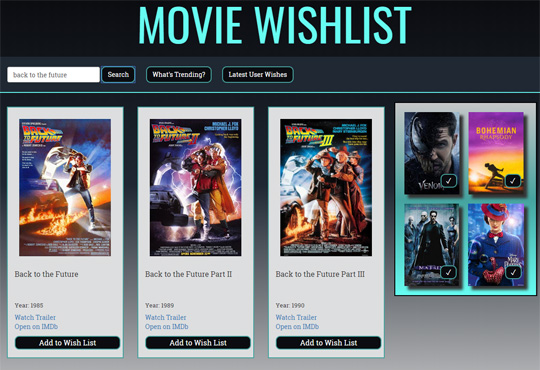 MOVIE WISHLIST
back to the future
Search
What's Trending?
Latest User Wishes
BACK
TO THE
FUTURE
BACK
TO THE
FUTURE
II
MICHAEL J. FOX
CHRISTOPHER LLOYD
BACK
TO THE
FUTURE
III
MICHAEL J. FOX
CHRISTOPHER LLOYD
MARY STEENBURGEN
VENOM
BOHEMIAN
RHAPSODY
MATRIX
MARY
POPPINS
Back to the Future
Year: 1985
Watch Trailer
Open on IMDb
Add to Wish List
Back to the Future Part II
Year: 1989
Watch Trailer
Open on IMDb
Add to Wish List
Back to the Future Part III
Year: 1990
Watch Trailer
Open on IMDb
Add to Wish List